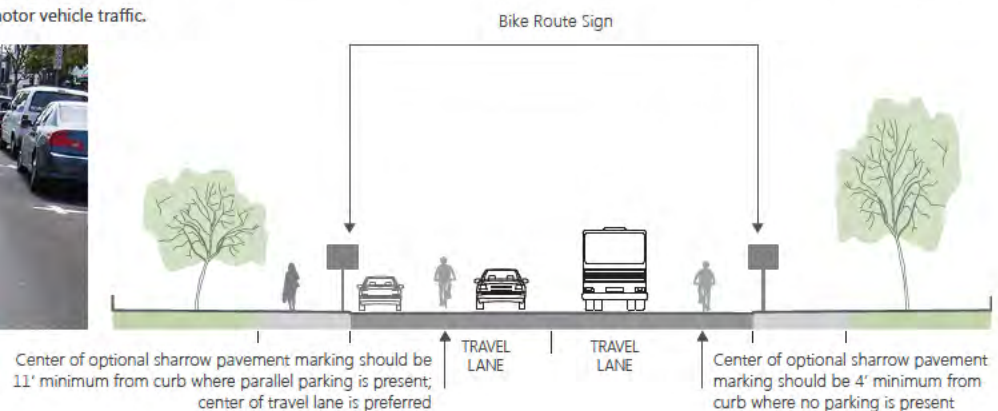 motor vehicle traffic.
Bike Route Sign
TRAVEL
LANE
TRAVEL
LANE
Center of optional sharrow pavement marking should be
11' minimum from curb where parallel parking is present;
center of travel lane is preferred
Center of optional sharrow pavement
marking should be 4' minimum from
curb where no parking is present